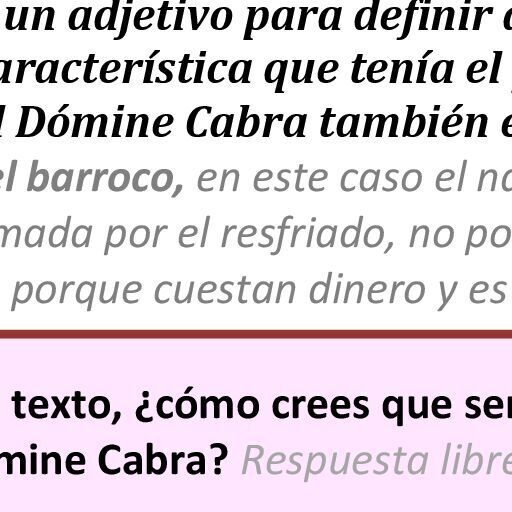 un adjetivo para definir
aracterística que tenía el
Dómine Cabra también e
el barroco, en este caso el na
mada por el resfriado, no po
porque cuestan dinero y es
texto, ¿cómo crees que ser
mine Cabra? Respuesta libre